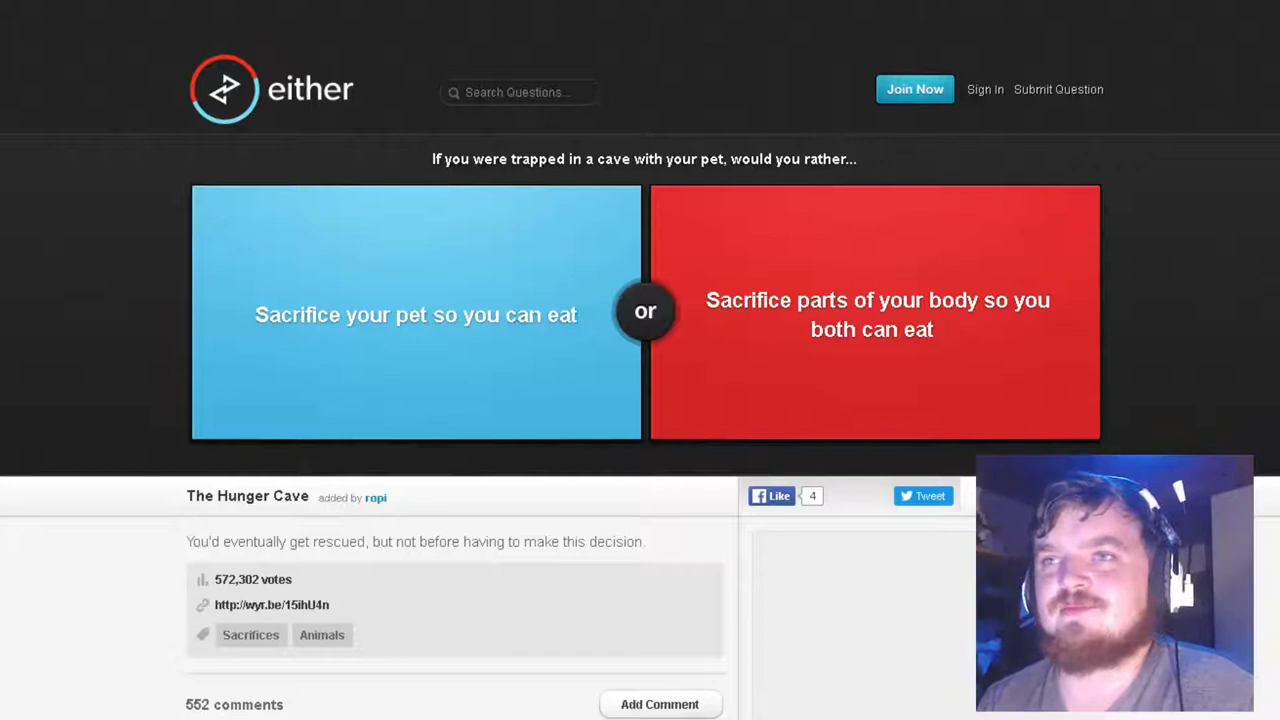 either
Search Questions...
Join Now
Sign In
Submit Question
If you were trapped in a cave with your pet, would you rather...
Sacrifice your pet so you can eat
or
Sacrifice parts of your body so you
both can eat
The Hunger Cave added by ropi
Like
4
Tweet
You'd eventually get rescued, but not before having to make this decision.
572,302 votes
http://wyr.be/15ihU4n
Sacrifices
Animals
552 comments
Add Comment